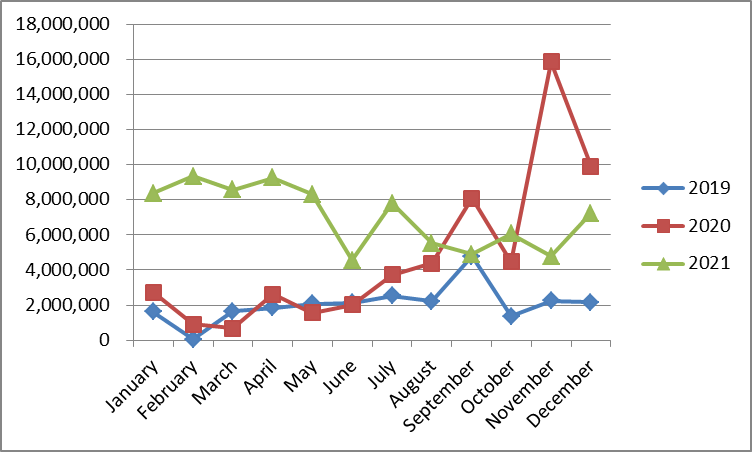 18,000,000
16,000,000
14,000,000
12,000,000
10,000,000
8,000,000
6,000,000
4,000,000
2,000,000
0
January
February
March
April
May
June
July
August
September
October
November
December
2019
2020
2021